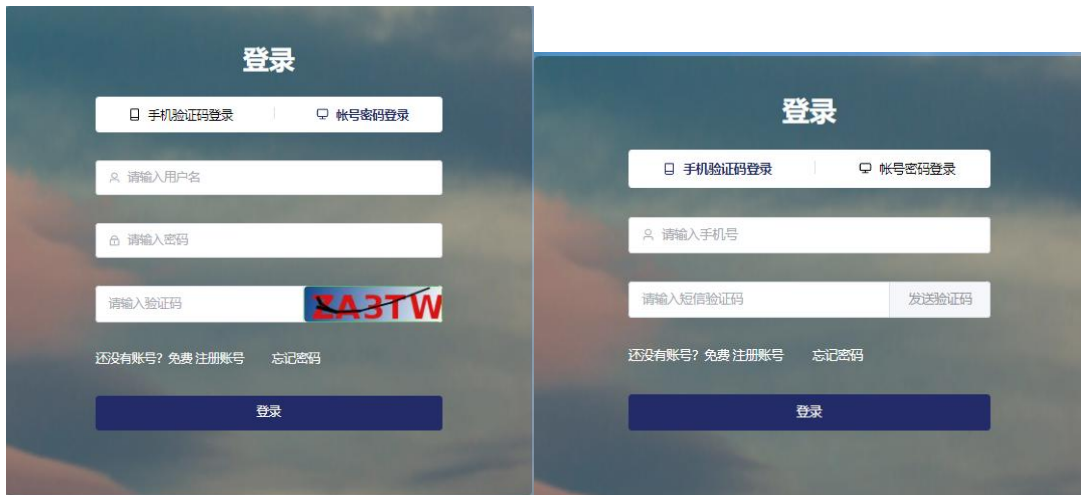 登录
手机验证码登录 帐号密码登录
请输入用户名
请输入密码
请输入验证码 ZA3TW
还没有账号？免费注册账号 忘记密码
登录
登录
手机验证码登录 帐号密码登录
请输入手机号
请输入短信验证码 发送验证码
还没有账号？免费注册账号 忘记密码
登录